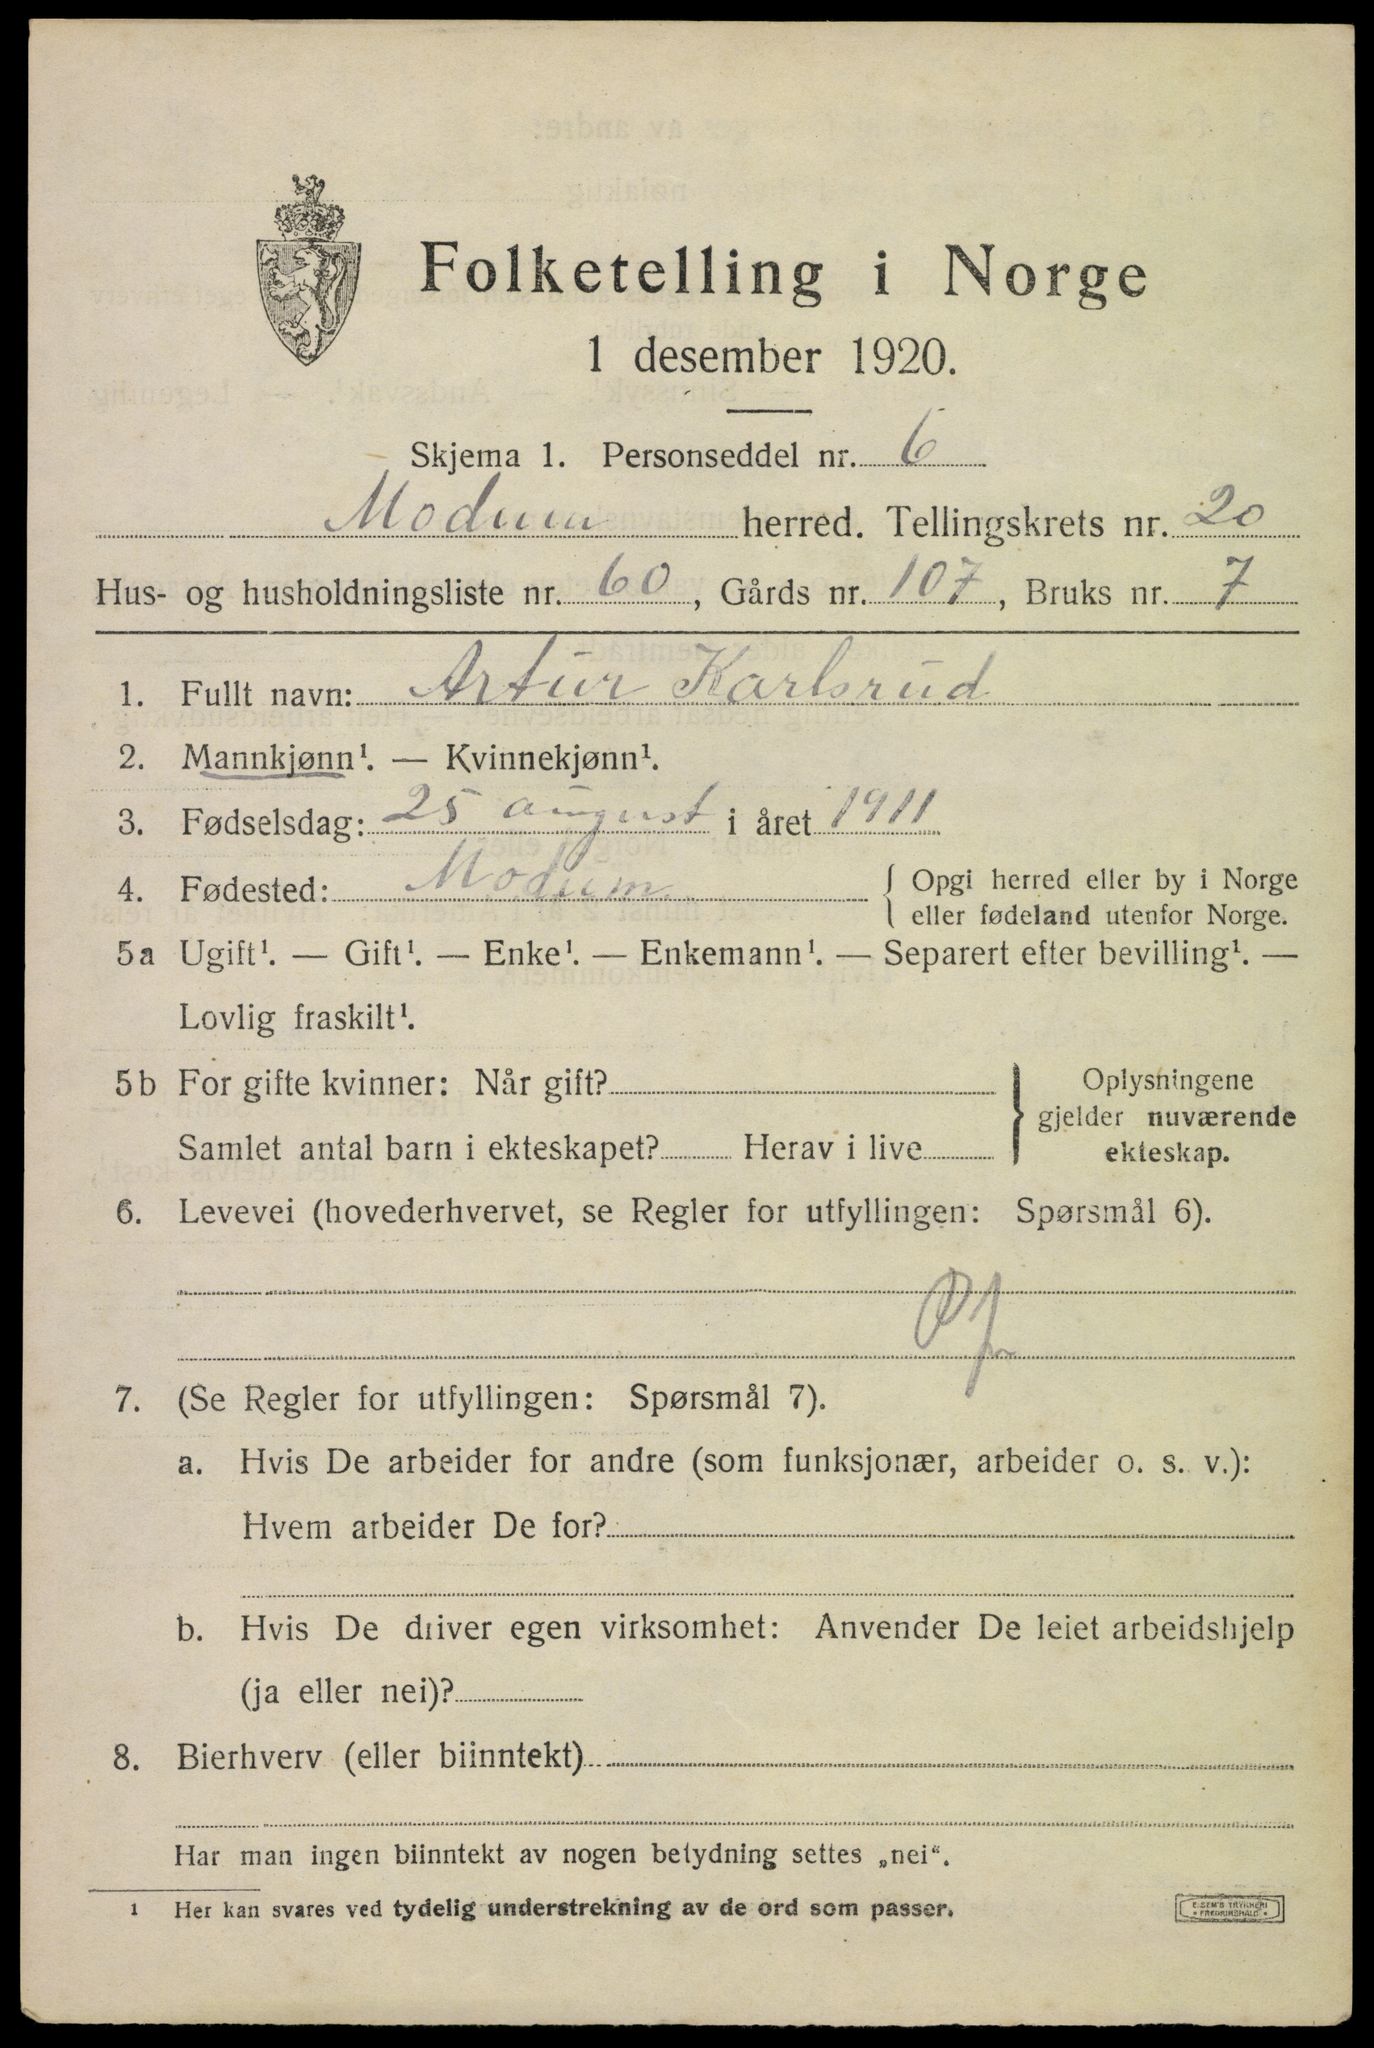 Folketelling i Norge
1 desember 1920.
Skjema 1. Personseddel nr. 6
Modum herred. Tellingskrets nr. 20
Hus- og husholdningsliste nr. 60, Gårds nr. 107, Bruks nr. 7
1. Fullt navn: Artur Karlsrud
2. Mannkjønn¹. — Kvinnekjønn¹.
3. Fødselsdag: 25 august i året 1911
4. Fødested: Modum { Opgi herred eller by i Norge
eller fødeland utenfor Norge.
5a Ugift¹. — Gift¹. — Enke¹. — Enkemann¹. — Separert efter bevilling¹. —
Lovlig fraskilt¹.
5b For gifte kvinner: Når gift? } Oplysningene
gjelder nuværende
Samlet antal barn i ekteskapet? Herav i live
ekteskap.
6. Levevei (hovederhvervet, se Regler for utfyllingen: Spørsmål 6).
7. (Se Regler for utfyllingen: Spørsmål 7).
a. Hvis De arbeider for andre (som funksjonær, arbeider o. s. v.):
Hvem arbeider De for?
b. Hvis De driver egen virksomhet: Anvender De leiet arbeidshjelp
(ja eller nei)?
8. Bierhverv (eller biinntekt)
Har man ingen biinntekt av nogen betydning settes „nei“.
¹ Her kan svares ved tydelig understrekning av de ord som passer.
E. SEM'S TRYKKERI
• FREDRIKSHALD •